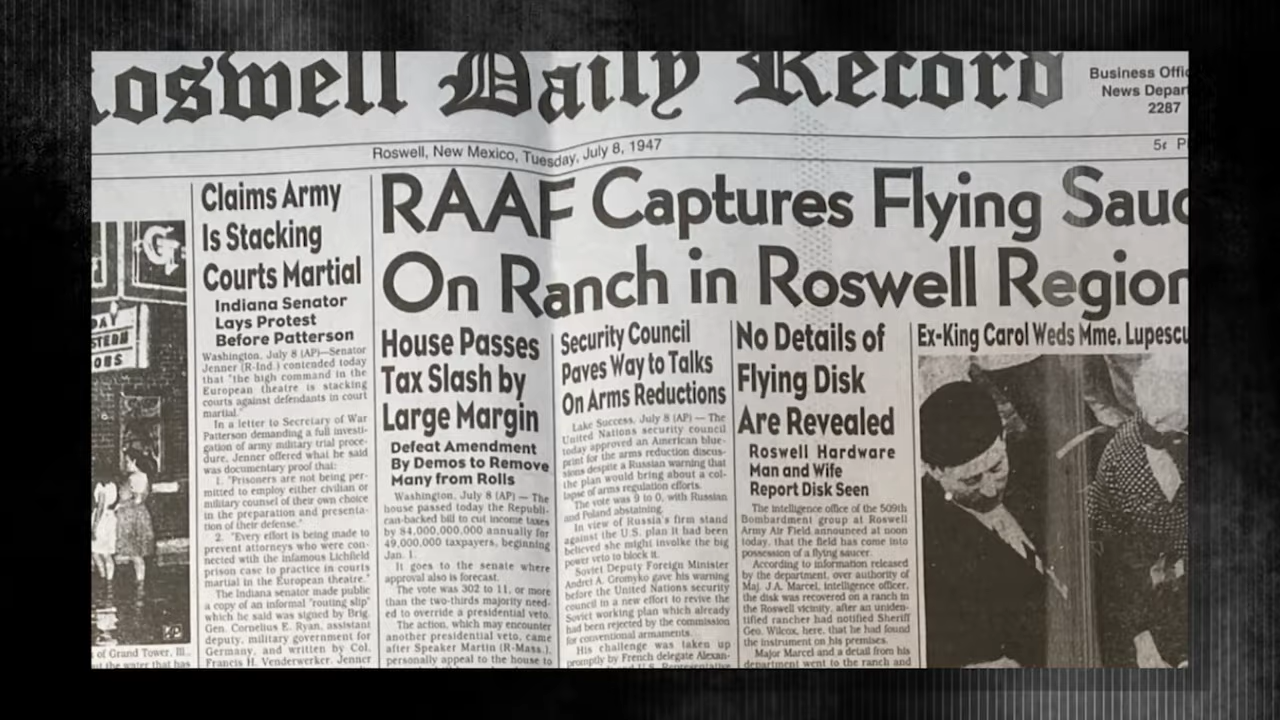 Roswell Daily Record
Business Offic
News Depar
2287
Roswell, New Mexico, Tuesday, July 8, 1947
5¢ P
RAAF Captures Flying Sauc
On Ranch in Roswell Region
Claims Army
Is Stacking
Courts Martial
Indiana Senator
Lays Protest
Before Patterson
Washington, July 8 (AP)—Senator
Jenner (R-Ind.) contended today
that "the high command in the
European theatre is stacking
courts against defendants in court
martial."
In a letter to Secretary of War
Patterson demanding a full investi-
gation of army military trial proce-
dure, Jenner offered what he said
was documentary proof that:
1. "Prisoners are not being per-
mitted to employ either civilian or
military counsel of their own choice
in the preparation and presenta-
tion of their defense."
2. "Every effort is being made to
prevent attorneys who were con-
nected with the infamous Lichfield
prison case to practice in courts
martial in the European theatre."
The Indiana senator made public
a copy of an informal "routing slip"
which he said was signed by Brig.
Gen. Cornelius E. Ryan, assistant
deputy, military government for
Germany, and written by Col.
Francis H. Venderwerker. Jenner
House Passes
Tax Slash by
Large Margin
Defeat Amendment
By Demos to Remove
Many from Rolls
Washington, July 8 (AP) — The
house passed today the Republi-
can-backed bill to cut income taxes
by $4,000,000,000 annually for
49,000,000 taxpayers, beginning
Jan. 1.
It goes to the senate where
approval also is forecast.
The vote was 302 to 11, or more
than the two-thirds majority need-
ed to override a presidential veto.
The action, which may encounter
another presidential veto, came
after Speaker Martin (R-Mass.),
personally appeal to the house to
Security Council
Paves Way to Talks
On Arms Reductions
Lake Success, July 8 (AP) — The
United Nations security council
today approved an American blue-
print for the arms reduction discus-
sions despite a Russian warning that
the plan would bring about a col-
lapse of arms regulation efforts.
The vote was 9 to 0, with Russian
and Poland abstaining.
In view of Russia's firm stand
against the U.S. plan it had been
believed she might involke the big
power veto to block it.
Soviet Deputy Foreign Minister
Andrei A. Gromyko gave his warning
before the United Nations security
council in a new effort to revive the
Soviet working plan which already
had been rejected by the commission
for conventional armaments.
His challenge was taken up
promptly by French delegate Alexan-
No Details of
Flying Disk
Are Revealed
Roswell Hardware
Man and Wife
Report Disk Seen
The intelligence office of the 509th
Bombardment group at Roswell
Army Air Field announced at noon
today, that the field has come into
possession of a flying saucer.
According to information released
by the department, over authority of
Maj. J.A. Marcel, intelligence officer,
the disk was recovered on a ranch in
the Roswell vicinity, after an uniden-
tified rancher had notified Sheriff
Geo. Wilcox, here, that he had found
the instrument on his premises.
Major Marcel and a detail from his
department went to the ranch and
Ex-King Carol Weds Mme. Lupescu
DAY
of Grand Tower, Ill.,
the water that has